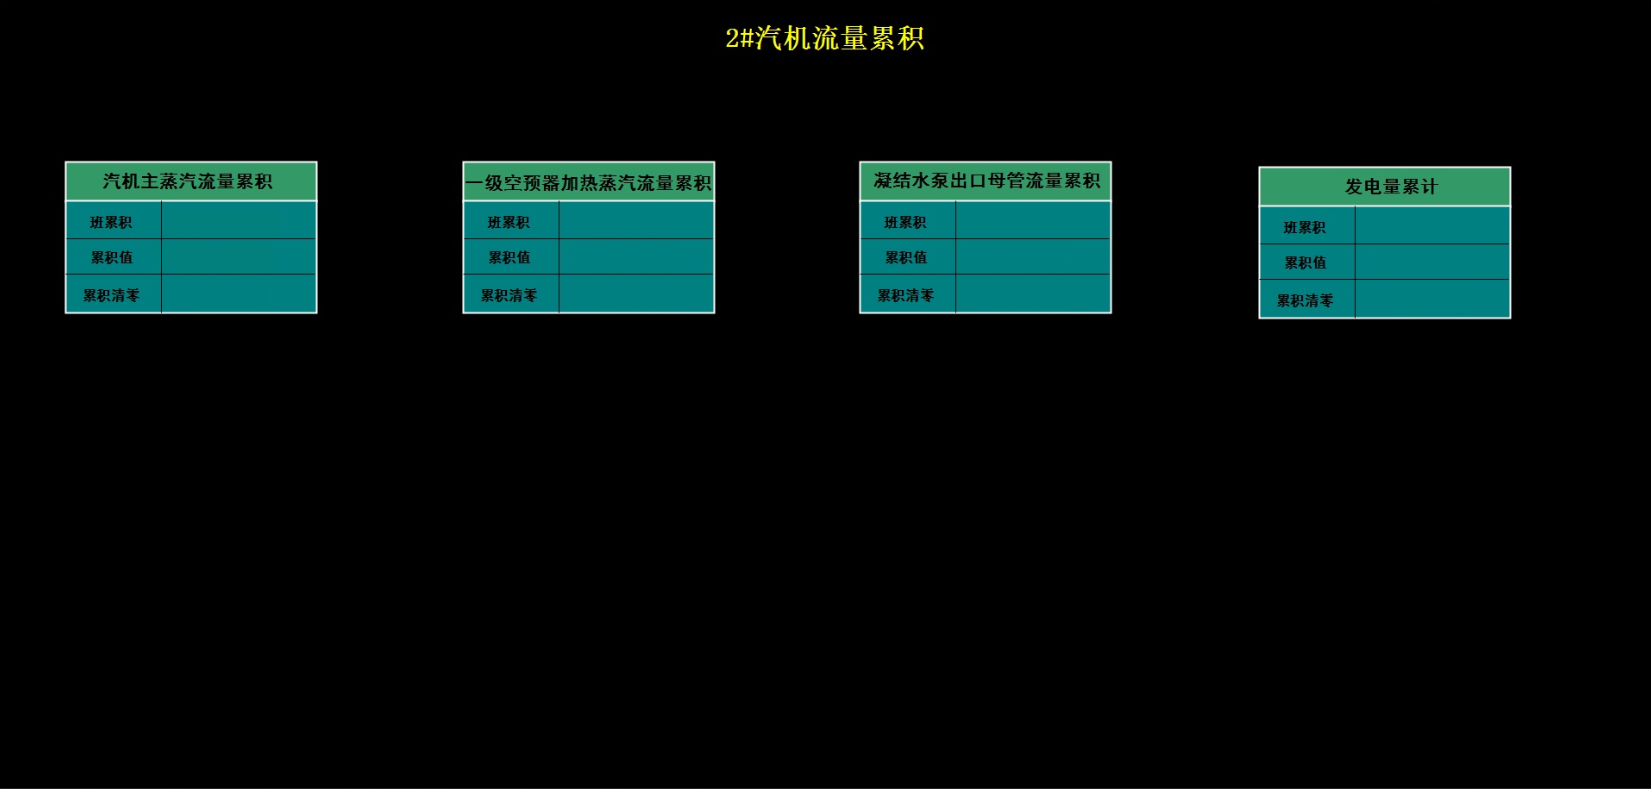 2#汽机流量累积
汽机主蒸汽流量累积
班累积
累积值
累积清零
一级空预器加热蒸汽流量累积
班累积
累积值
累积清零
凝结水泵出口母管流量累积
班累积
累积值
累积清零
发电量累计
班累积
累积值
累积清零